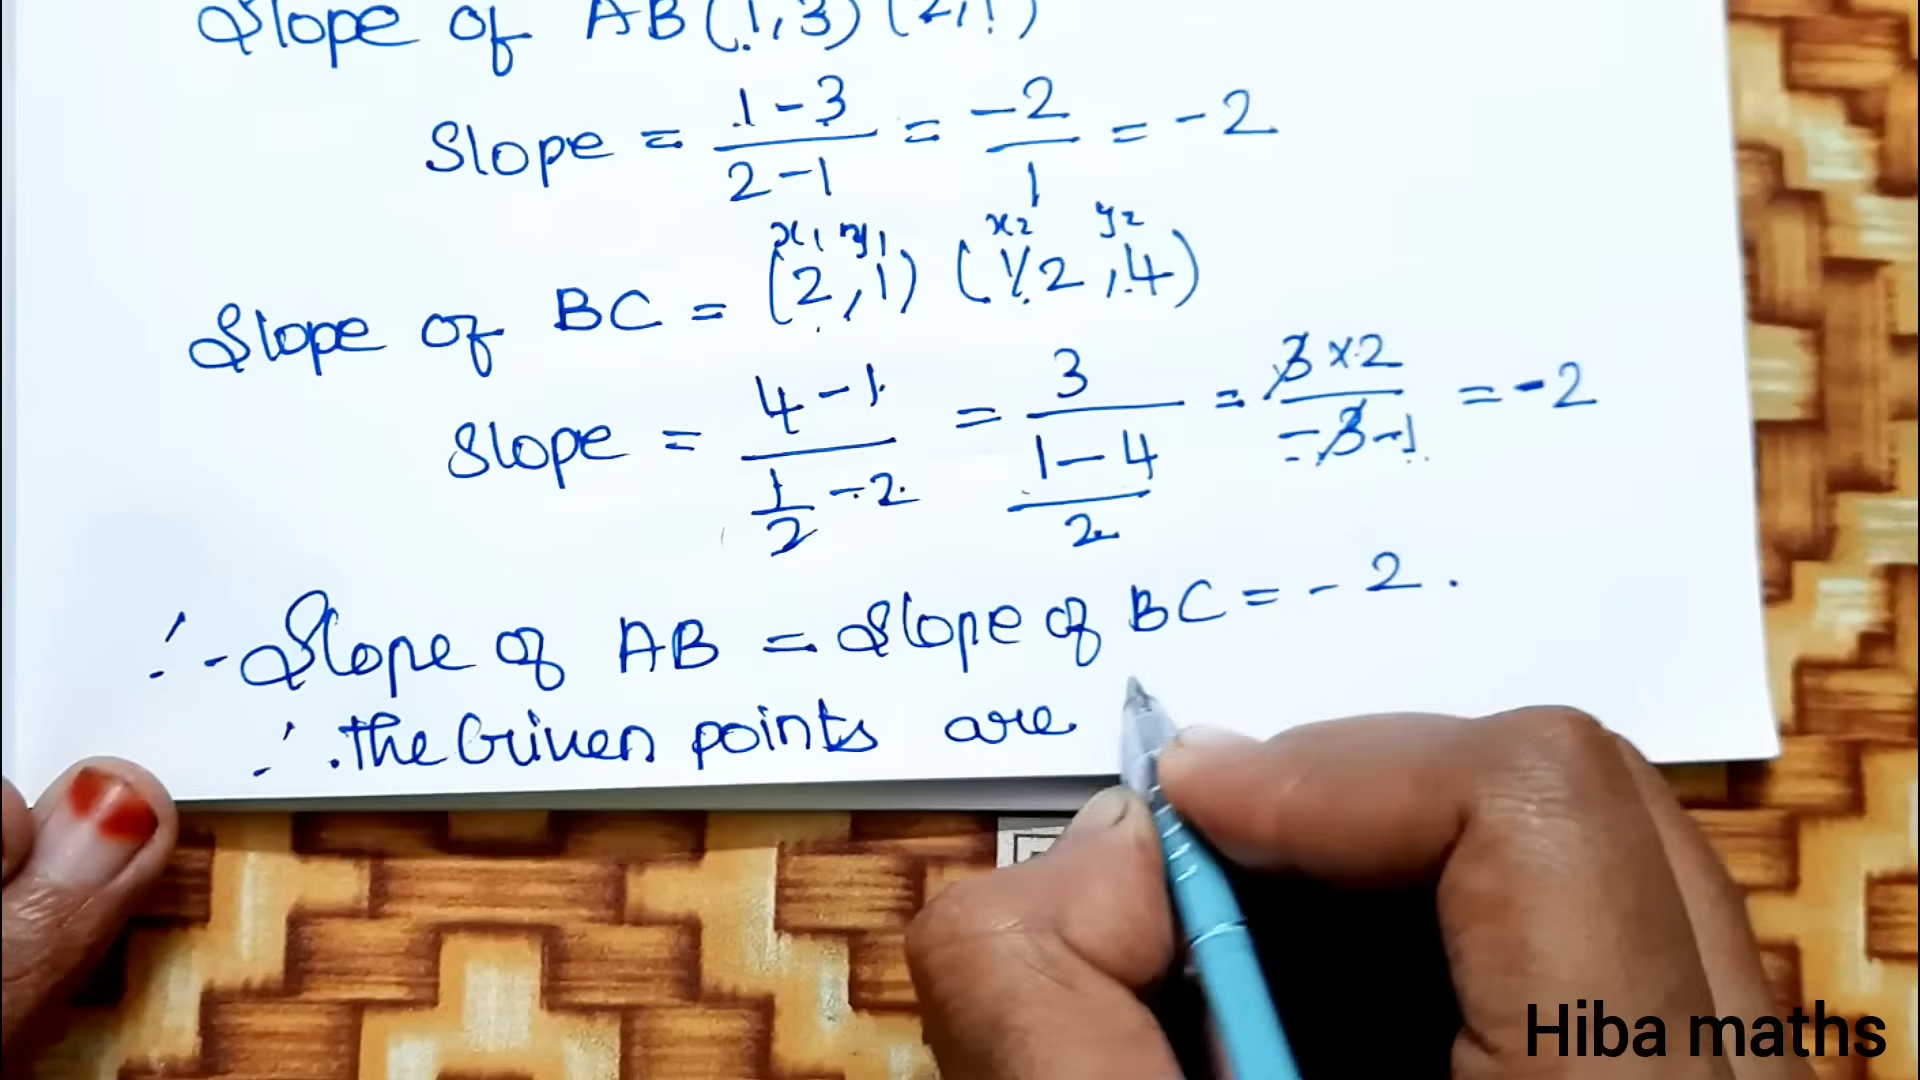 Slope of AB (1, 3) (2, 1)
Slope = 1 - 3 / 2 - 1 = -2 / 1 = -2
x1 y1 x2 y2
Slope of BC = (2, 1) (1/2, 4)
Slope = 4 - 1 / 1/2 - 2 = 3 / 1 - 4 / 2 = 3 × 2 / -3 -1 = -2
∴ Slope of AB = Slope of BC = -2.
∴ the Given points are
Hiba maths